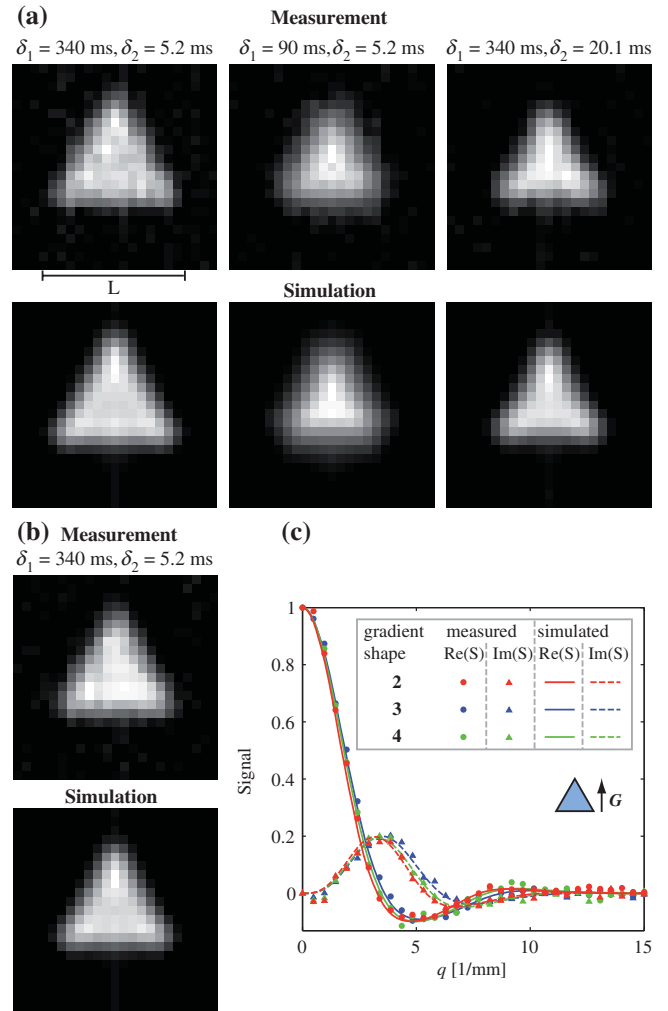 (a)
Measurement
δ1 = 340 ms, δ2 = 5.2 ms
δ1 = 90 ms, δ2 = 5.2 ms
δ1 = 340 ms, δ2 = 20.1 ms
L
Simulation
(b)
Measurement
δ1 = 340 ms, δ2 = 5.2 ms
Simulation
(c)
gradient shape measured Re(S) Im(S) simulated Re(S) Im(S)
2
3
4
G
Signal
1
0.8
0.6
0.4
0.2
0
0 5 10 15
q [1/mm]